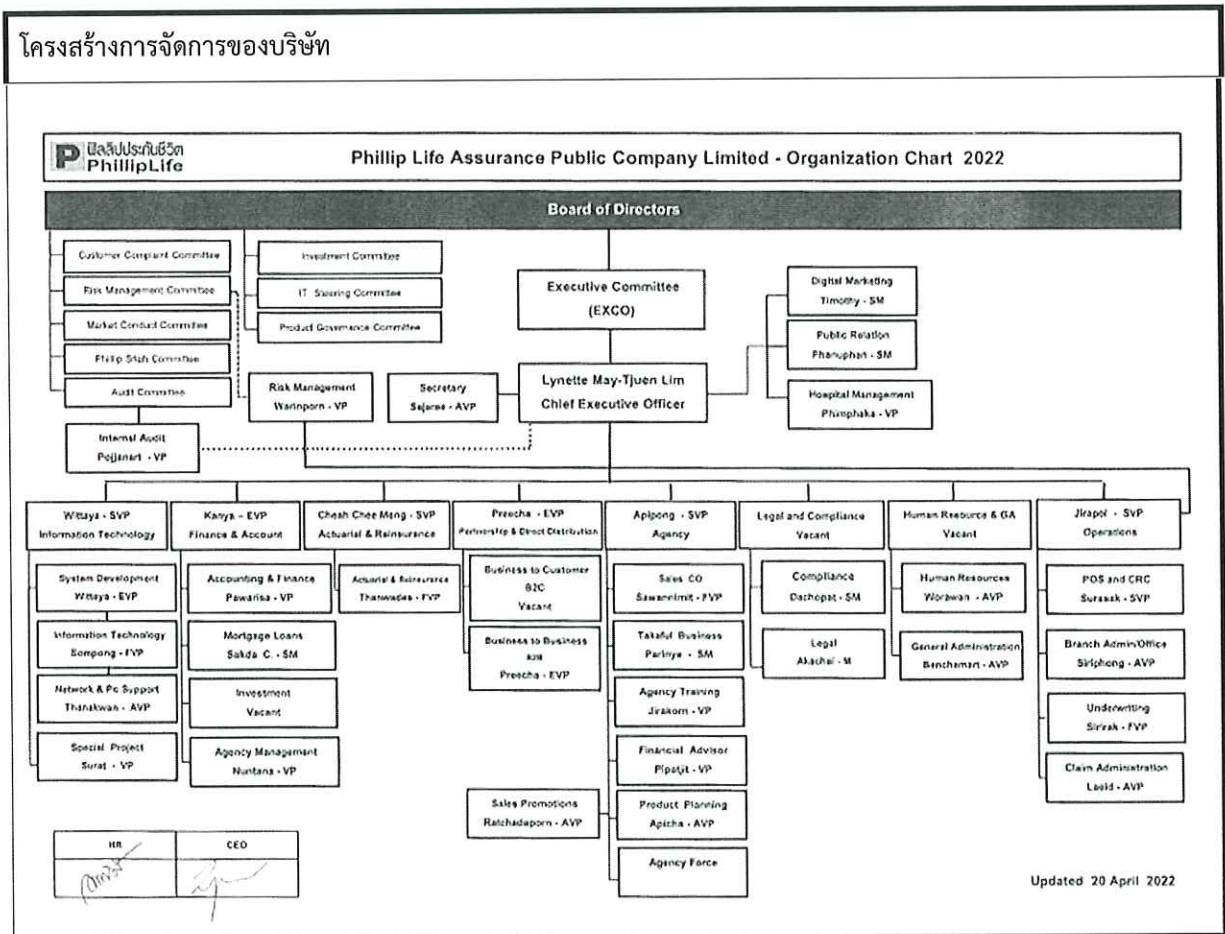 โครงสร้างการจัดการของบริษัท
ฟิลลิปประกันชีวิต
PhillipLife
Phillip Life Assurance Public Company Limited - Organization Chart 2022
Board of Directors
Customer Complaint Committee
Risk Management Committee
Market Conduct Committee
Committee
Audit Committee
Investment Committee
IT Steering Committee
Product Governance Committee
Executive Committee
(EXCO)
Digital Marketing
Timothy - SM
Public Relation
Phanuphan - SM
Hospital Management
Phimphaka - VP
Risk Management
Warinporn - VP
Secretary
Sajaree - AVP
Lynette May-Tjuen Lim
Chief Executive Officer
Internal Audit
Pojjanart - VP
Wittaya - SVP
Information Technology
Kanya - EVP
Finance & Account
Cheah Chee Meng - SVP
Actuarial & Reinsurance
Preecha - EVP
Partnership & Direct Distribution
Apipong - SVP
Agency
Legal and Compliance
Vacant
Human Resource & GA
Vacant
Jirapol - SVP
Operations
System Development
Wittaya - EVP
Information Technology
Sompong - FVP
Network & Pc Support
Thanakwan - AVP
Special Project
Surat - VP
Accounting & Finance
Pawarisa - VP
Mortgage Loans
Sakda C. - SM
Investment
Vacant
Agency Management
Nuntana - VP
Actuarial & Reinsurance
Thanwadee - FVP
Business to Customer
B2C
Vacant
Business to Business
B2B
Preecha - EVP
Sales CO
Sawannimit - FVP
Takaful Business
Parinya - SM
Agency Training
Jirakorn - VP
Financial Advisor
Pipatjit - VP
Sales Promotions
Ratchadaporn - AVP
Product Planning
Apicha - AVP
Agency Force
Compliance
Dachopat - SM
Legal
Akachai - M
Human Resources
Worawan - AVP
General Administration
Benchamart - AVP
POS and CRC
Surasak - SVP
Branch Admin/Office
Siriphong - AVP
Underwriting
Sirirak - FVP
Claim Administration
Laeid - AVP
HR
CEO
Updated 20 April 2022